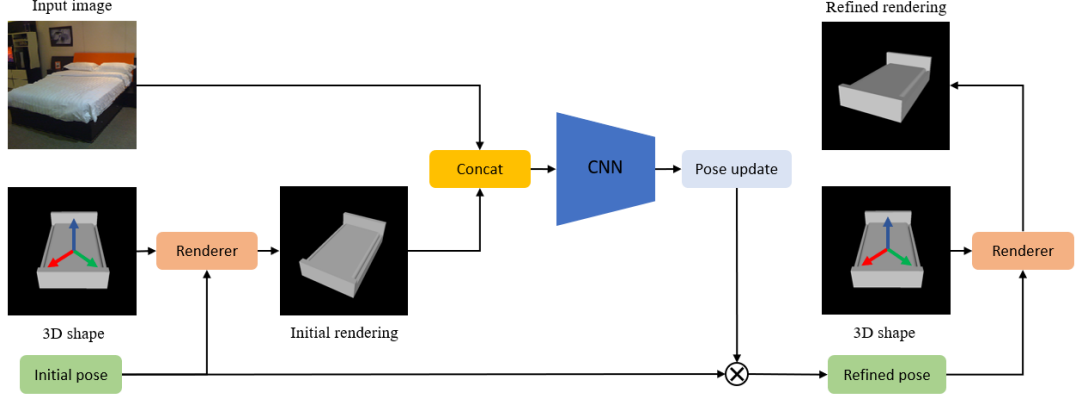 Input image
Refined rendering
Concat
CNN
Pose update
Renderer
Renderer
3D shape
Initial rendering
3D shape
Initial pose
Refined pose